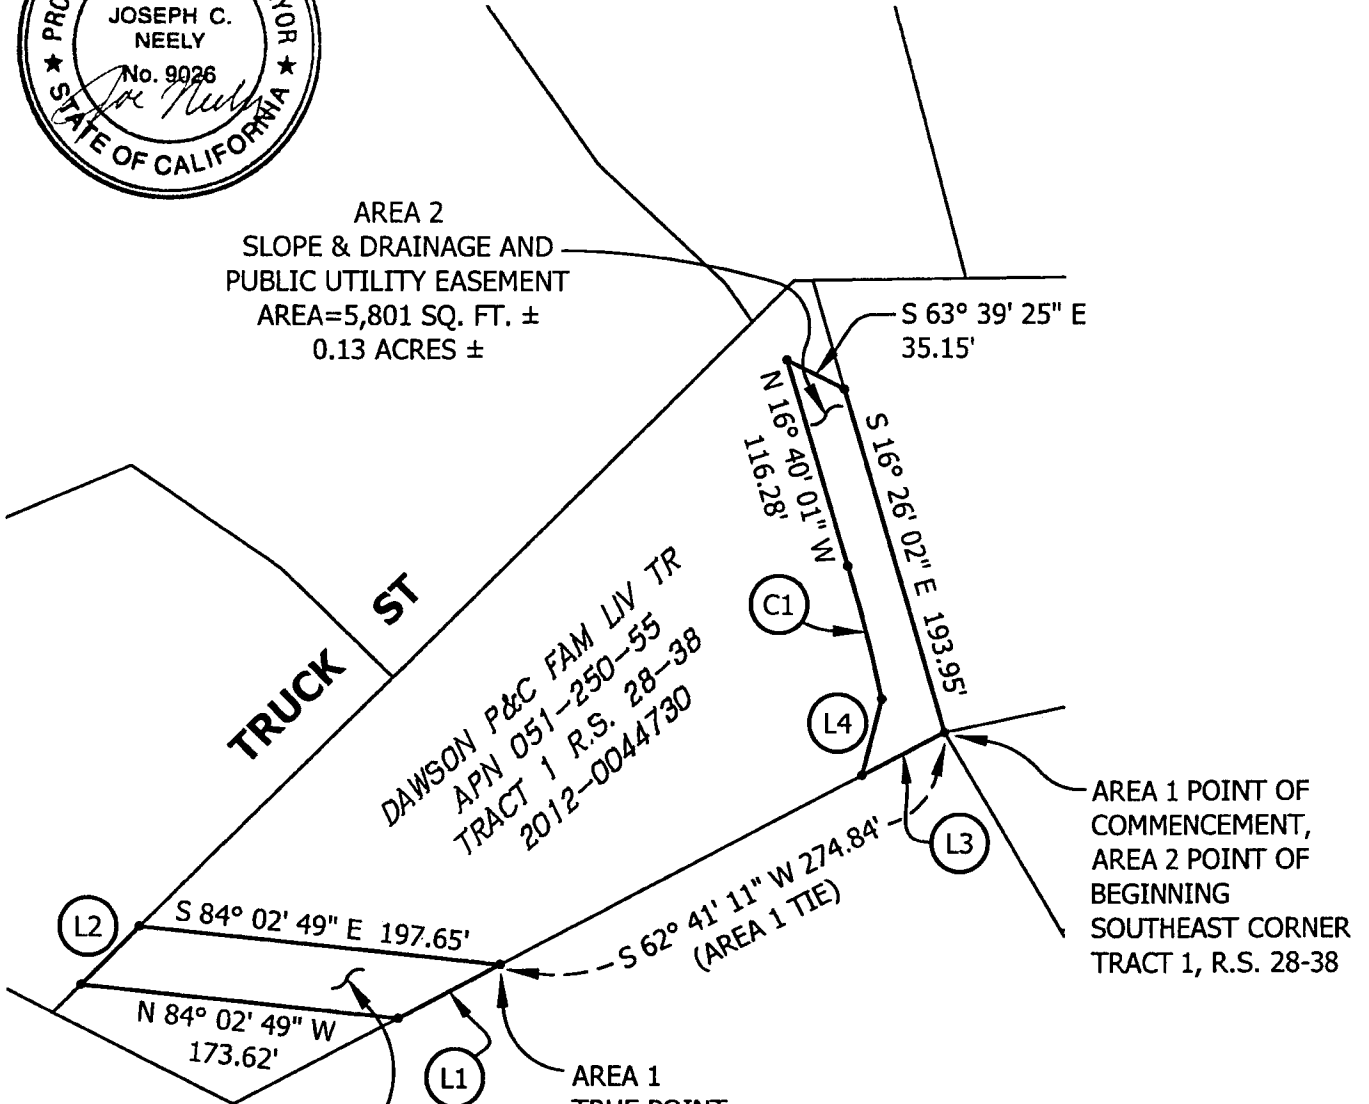 JOSEPH C.
NEELY
No. 9026
★ STATE OF CALIFORNIA ★
AREA 2
SLOPE & DRAINAGE AND
PUBLIC UTILITY EASEMENT
AREA=5,801 SQ. FT. ±
0.13 ACRES ±
S 63° 39' 25" E
35.15'
N 16° 40' 01" W
116.28'
S 16° 26' 02" E 193.95'
C1
TRUCK ST
DAWSON P&C FAM LIV TR
APN 051-250-55
TRACT 1 R.S. 28-38
2012-0044730
L4
L3
AREA 1 POINT OF
COMMENCEMENT,
AREA 2 POINT OF
BEGINNING
SOUTHEAST CORNER
TRACT 1, R.S. 28-38
S 62° 41' 11" W 274.84'
(AREA 1 TIE)
L2
S 84° 02' 49" E 197.65'
N 84° 02' 49" W
173.62'
L1
AREA 1
TRUE POINT